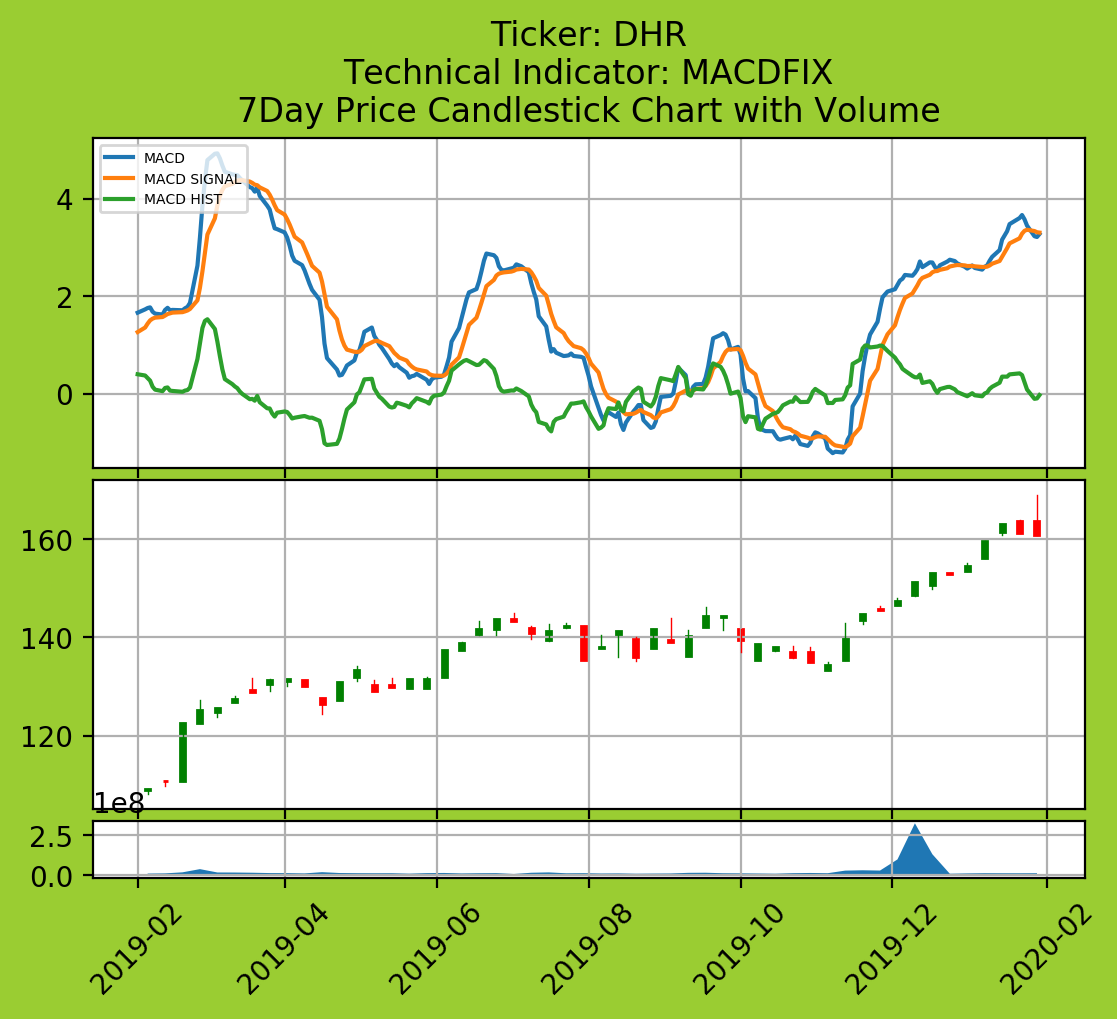 Ticker: DHR
Technical Indicator: MACDFIX
7Day Price Candlestick Chart with Volume
MACD
MACD SIGNAL
MACD HIST
4
2
0
160
140
120
1e8
2.5
0.0
2019-02
2019-04
2019-06
2019-08
2019-10
2019-12
2020-02